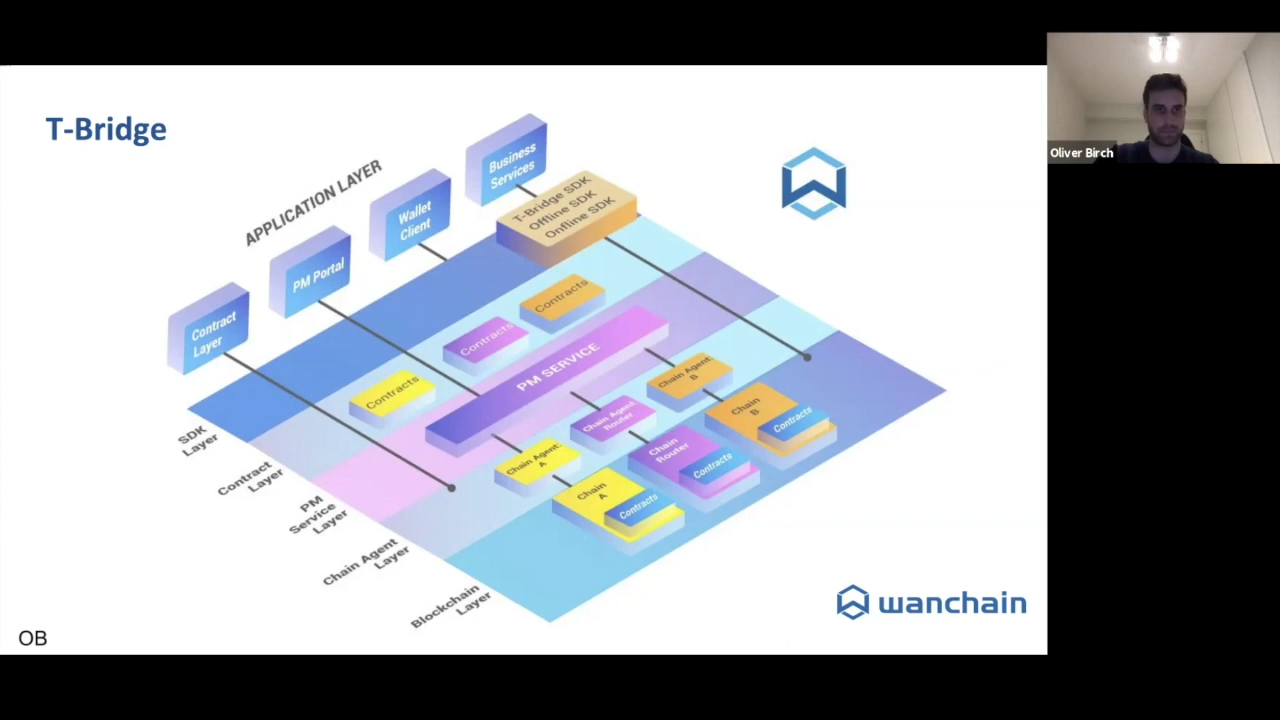 T-Bridge
APPLICATION LAYER
Business
Services
Wallet
Client
PM Portal
Contract
Layer
T-Bridge SDK
Offline SDK
Onfline SDK
Contracts
Contracts
Contracts
PM SERVICE
Chain Agent
B
Chain Agent
Router
Chain Agent
A
Chain
B
Contracts
Chain
Router
Contracts
Chain
A
Contracts
SDK
Layer
Contract
Layer
PM
Service
Layer
Chain Agent
Layer
Blockchain
Layer
wanchain
OB
Oliver Birch